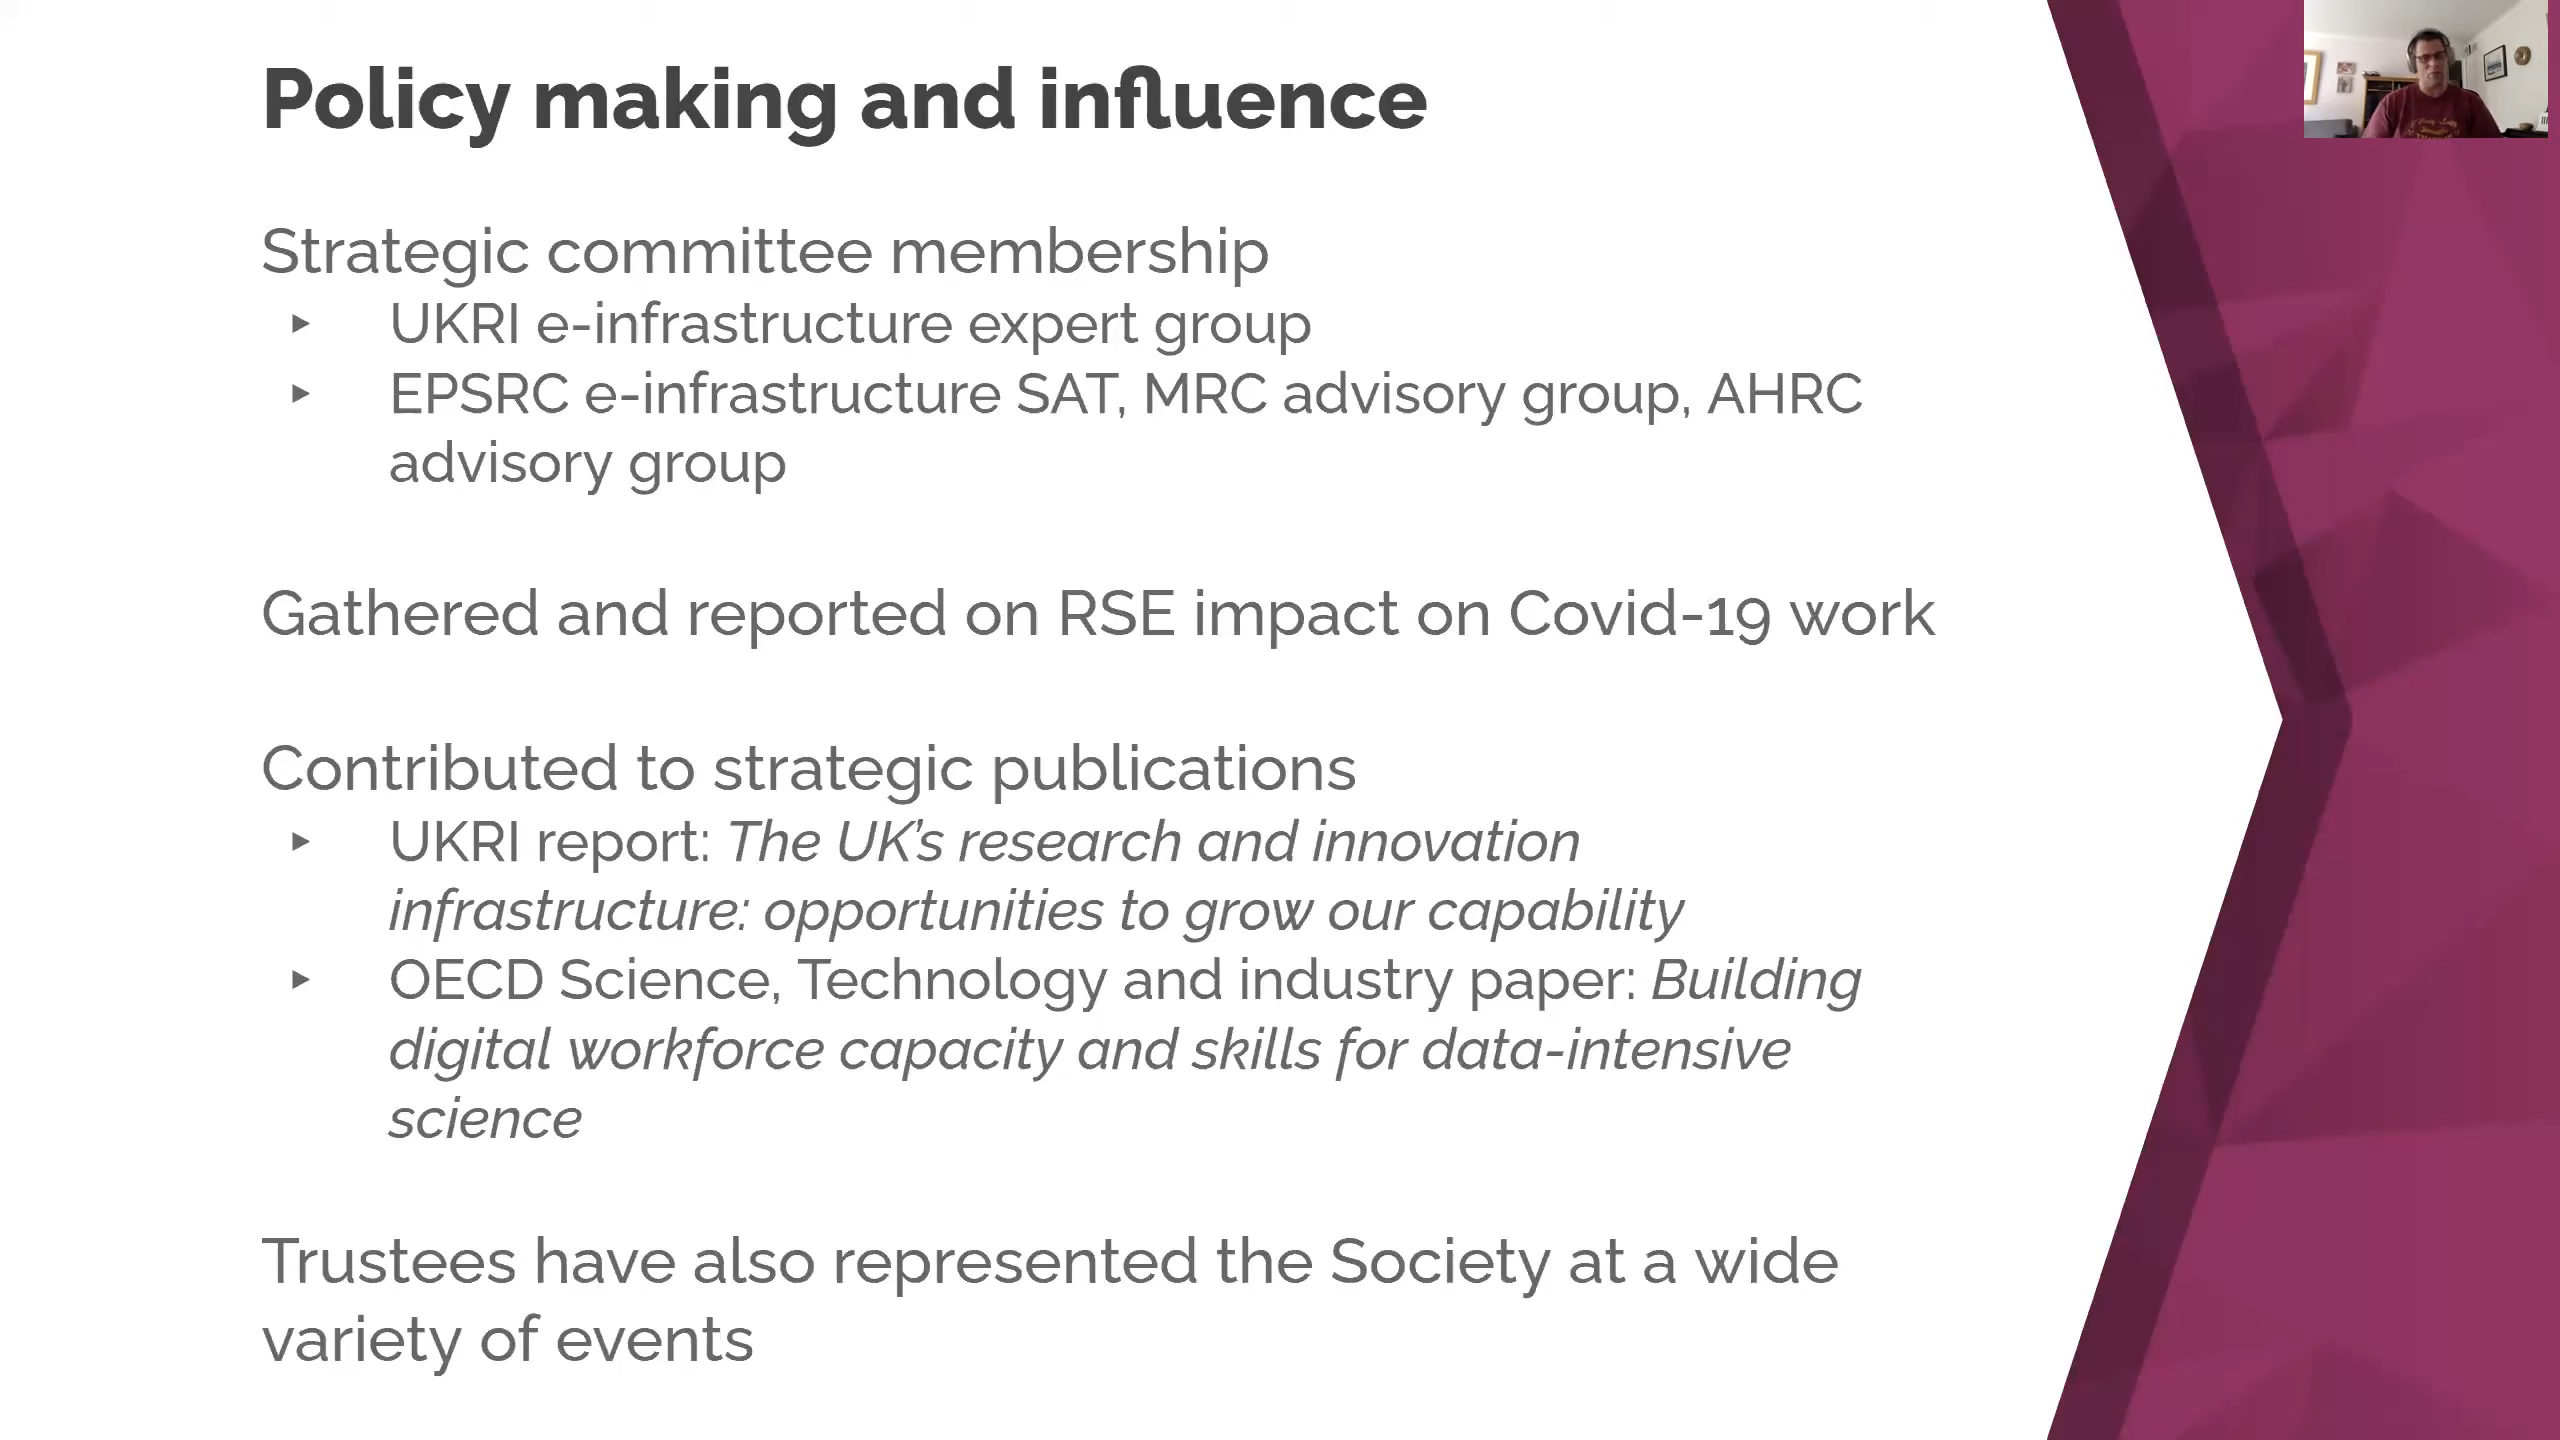 Policy making and influence
Strategic committee membership
▸ UKRI e-infrastructure expert group
▸ EPSRC e-infrastructure SAT, MRC advisory group, AHRC
advisory group
Gathered and reported on RSE impact on Covid-19 work
Contributed to strategic publications
▸ UKRI report: The UK’s research and innovation
infrastructure: opportunities to grow our capability
▸ OECD Science, Technology and industry paper: Building
digital workforce capacity and skills for data-intensive
science
Trustees have also represented the Society at a wide
variety of events